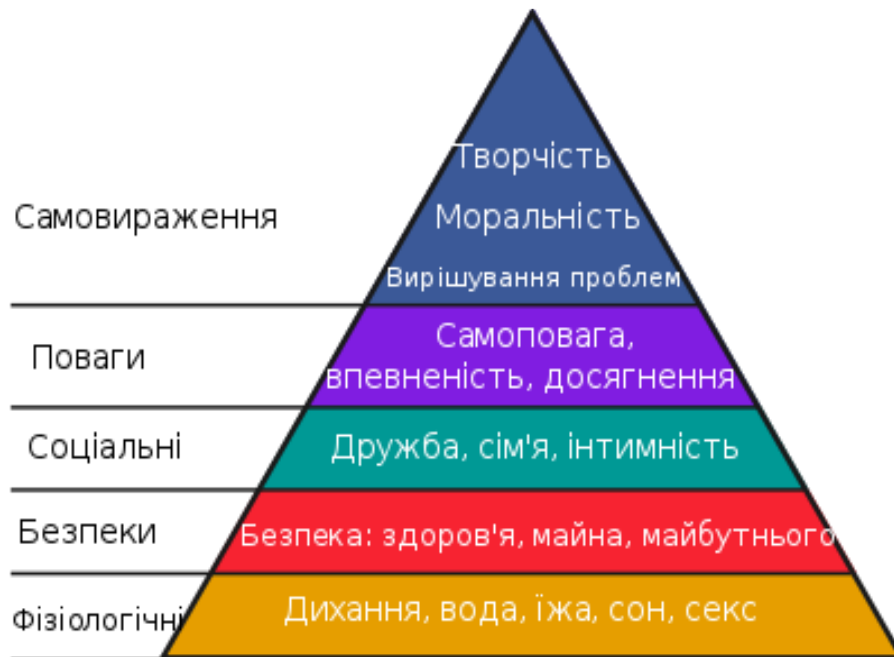 Творчість
Самовираження
Моральність
Вирішування проблем
Поваги
Самоповага,
впевненість, досягнення
Соціальні
Дружба, сім'я, інтимність
Безпеки
Безпека: здоров'я, майна, майбутнього
Фізіологічні
Дихання, вода, їжа, сон, секс